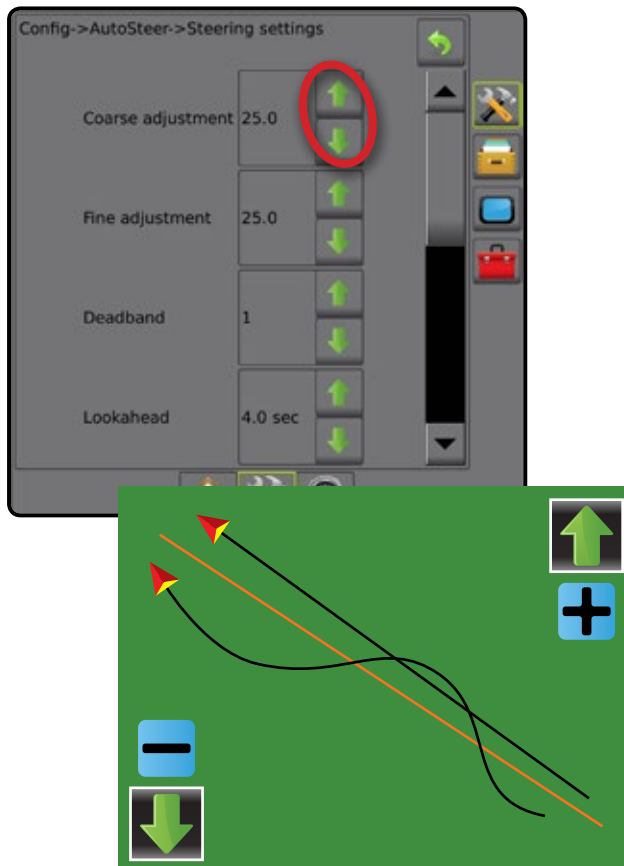 Config->AutoSteer->Steering settings
Coarse adjustment 25.0
Fine adjustment 25.0
Deadband 1
Lookahead 4.0 sec